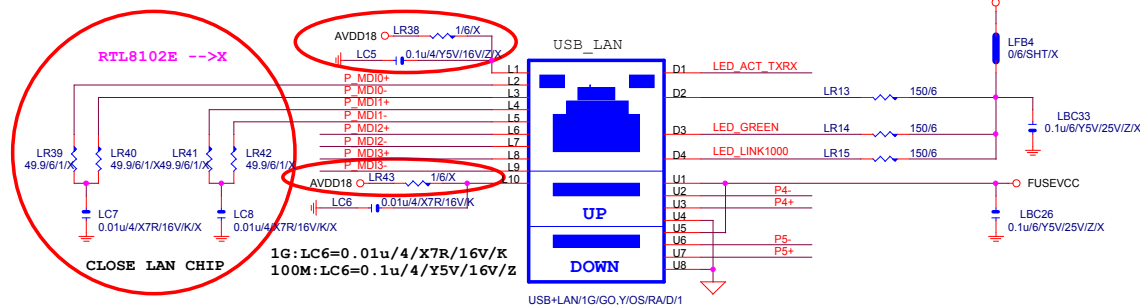 AVDD18 LR38 1/6/X
LC5 0.1u/4/Y5V/16V/Z/X
RTL8102E -->X
USB_LAN
LFB4
0/6/SHT/X
P_MDI0+
P_MDI0-
P_MDI1+
P_MDI1-
P_MDI2+
P_MDI2-
P_MDI3+
P_MDI3-
L1
L2
L3
L4
L5
L6
L7
L8
L9
L10
D1 LED_ACT_TXRX
D2 LR13 150/6
D3 LED_GREEN LR14 150/6
D4 LED_LINK1000 LR15 150/6
LBC33
0.1u/6/Y5V/25V/Z/X
LR39 LR40 LR41 LR42
49.9/6/1/X 49.9/6/1/X 49.9/6/1/X 49.9/6/1/X
AVDD18 LR43 1/6/X
LC6 0.01u/4/X7R/16V/K
LC7
0.01u/4/X7R/16V/K/X
LC8
0.01u/4/X7R/16V/K/X
CLOSE LAN CHIP
1G:LC6=0.01u/4/X7R/16V/K
100M:LC6=0.1u/4/Y5V/16V/Z
UP
DOWN
U1 FUSEVCC
U2 P4-
U3 P4+
U4
U5
U6 P5-
U7 P5+
U8
LBC26
0.1u/6/Y5V/25V/Z/X
USB+LAN/1G/GO,Y/OS/RA/D/1